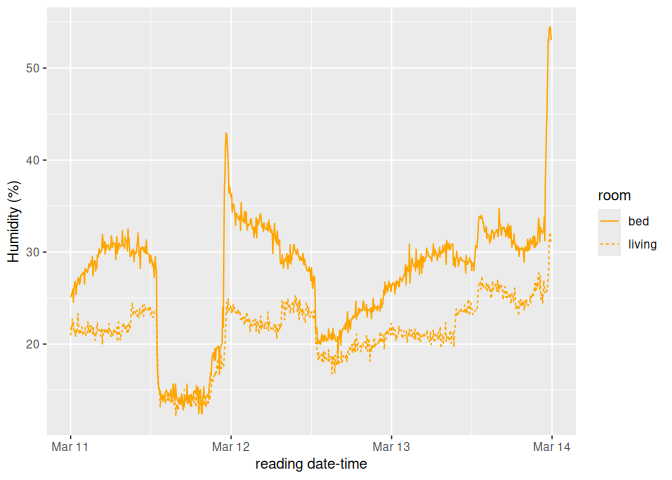 50
40
30
20
Humidity (%)
Mar 11
Mar 12
Mar 13
Mar 14
reading date-time
room
bed
living